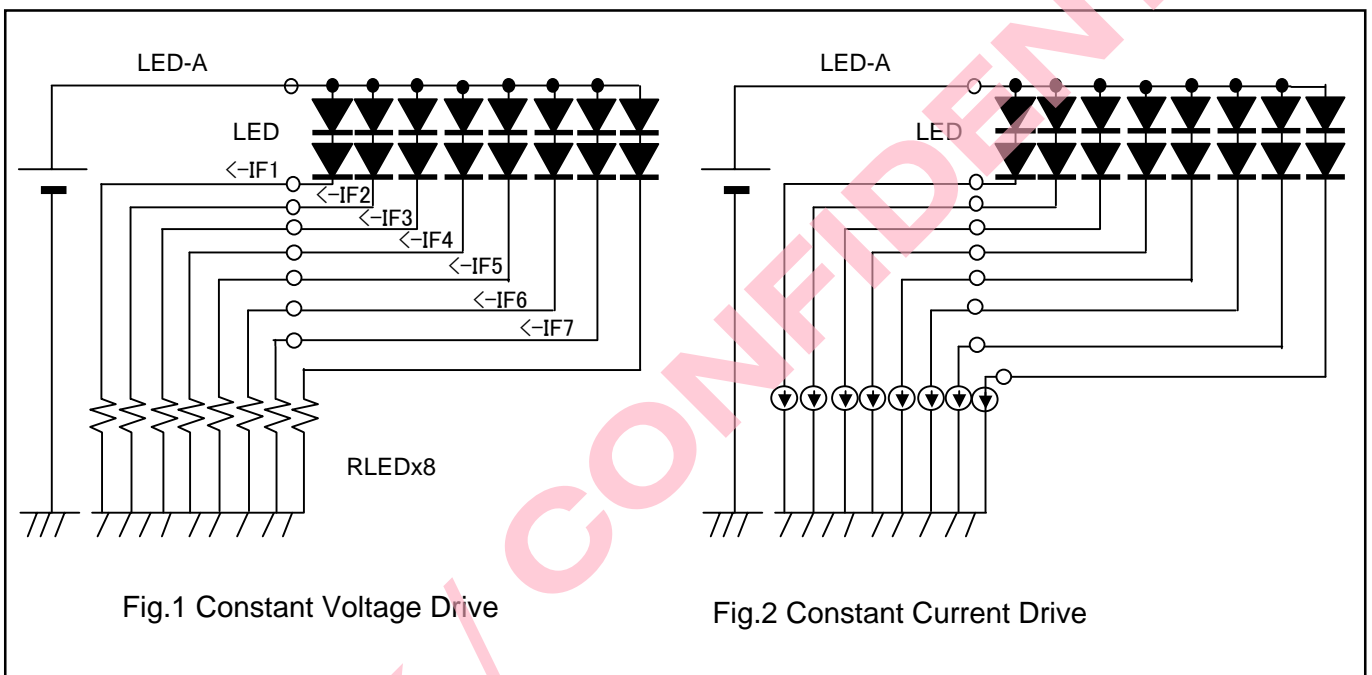 LED-A
LED
<-IF1
<-IF2
<-IF3
<-IF4
<-IF5
<-IF6
<-IF7
RLEDx8
Fig.1 Constant Voltage Drive
LED-A
LED
Fig.2 Constant Current Drive
/ CONFIDENT